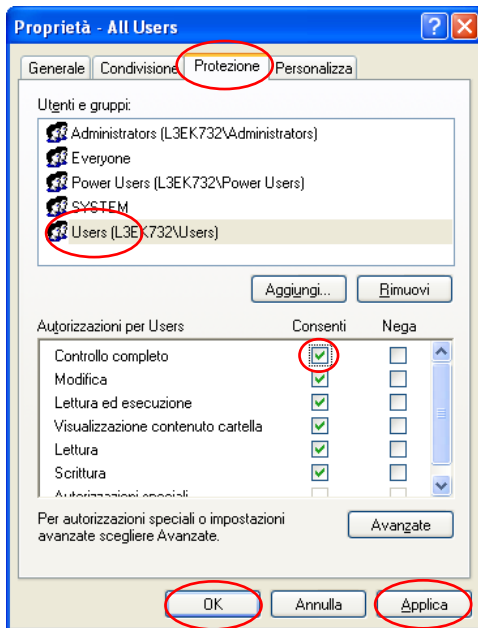 Proprietà - All Users
Generale Condivisione Protezione Personalizza
Utenti e gruppi:
Administrators (L3EK732\Administrators)
Everyone
Power Users (L3EK732\Power Users)
SYSTEM
Users (L3EK732\Users)
Aggiungi... Rimuovi
Autorizzazioni per Users Consenti Nega
Controllo completo
Modifica
Lettura ed esecuzione
Visualizzazione contenuto cartella
Lettura
Scrittura
Autorizzazioni speciali
Per autorizzazioni speciali o impostazioni
avanzate scegliere Avanzate.
Avanzate
OK Annulla Applica